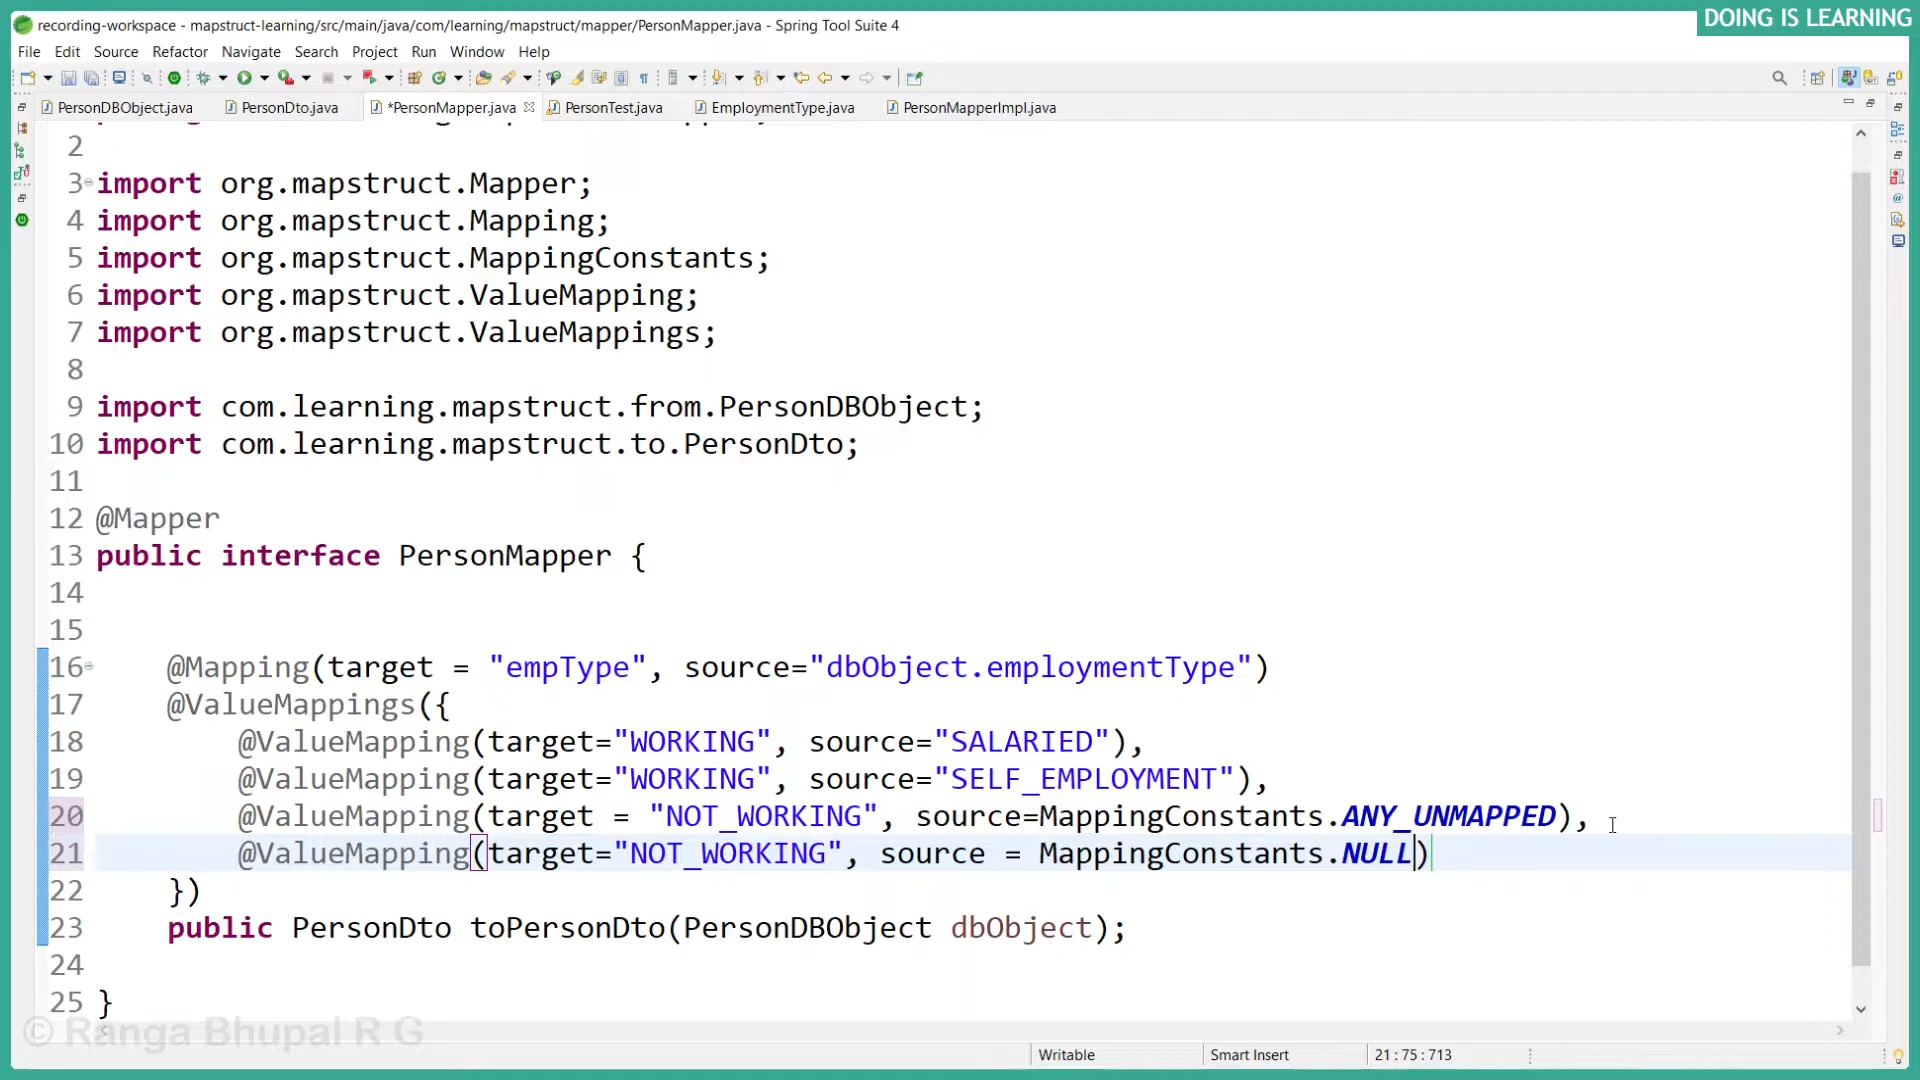 DOING IS LEARNING
recording-workspace - mapstruct-learning/src/main/java/com/learning/mapstruct/mapper/PersonMapper.java - Spring Tool Suite 4
File Edit Source Refactor Navigate Search Project Run Window Help
PersonDBObject.java PersonDto.java *PersonMapper.java PersonTest.java EmploymentType.java PersonMapperImpl.java
2
3 import org.mapstruct.Mapper;
4 import org.mapstruct.Mapping;
5 import org.mapstruct.MappingConstants;
6 import org.mapstruct.ValueMapping;
7 import org.mapstruct.ValueMappings;
8
9 import com.learning.mapstruct.from.PersonDBObject;
10 import com.learning.mapstruct.to.PersonDto;
11
12 @Mapper
13 public interface PersonMapper {
14
15
16 @Mapping(target = "empType", source="dbObject.employmentType")
17 @ValueMappings({
18 @ValueMapping(target="WORKING", source="SALARIED"),
19 @ValueMapping(target="WORKING", source="SELF_EMPLOYMENT"),
20 @ValueMapping(target = "NOT_WORKING", source=MappingConstants.ANY_UNMAPPED),
21 @ValueMapping(target="NOT_WORKING", source = MappingConstants.NULL)
22 })
23 public PersonDto toPersonDto(PersonDBObject dbObject);
24
25 }
© Ranga Bhupal R G
Writable Smart Insert 21 : 75 : 713